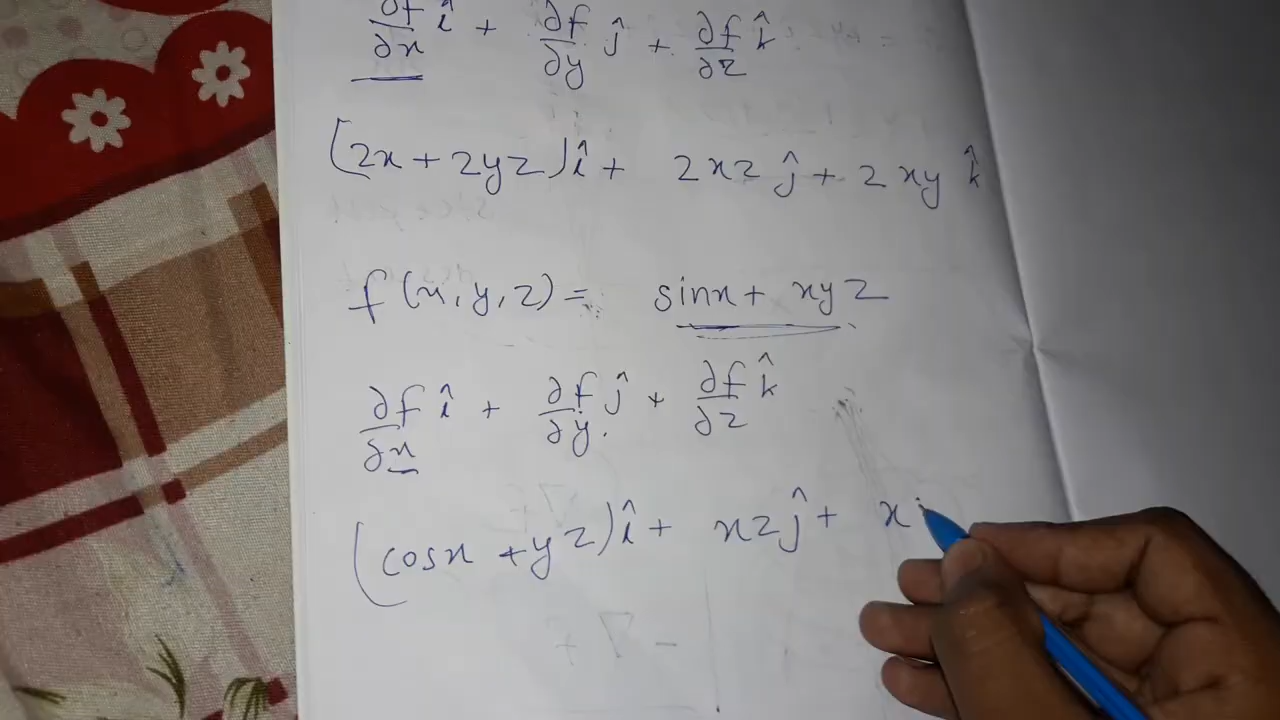 ∂f/∂x î + ∂f/∂y ĵ + ∂f/∂z k̂
(2x + 2yz) î + 2xz ĵ + 2xy k̂
f(x, y, z) = sinx + xyz
∂f/∂x î + ∂f/∂y ĵ + ∂f/∂z k̂
(cosx + yz) î + xz ĵ + x